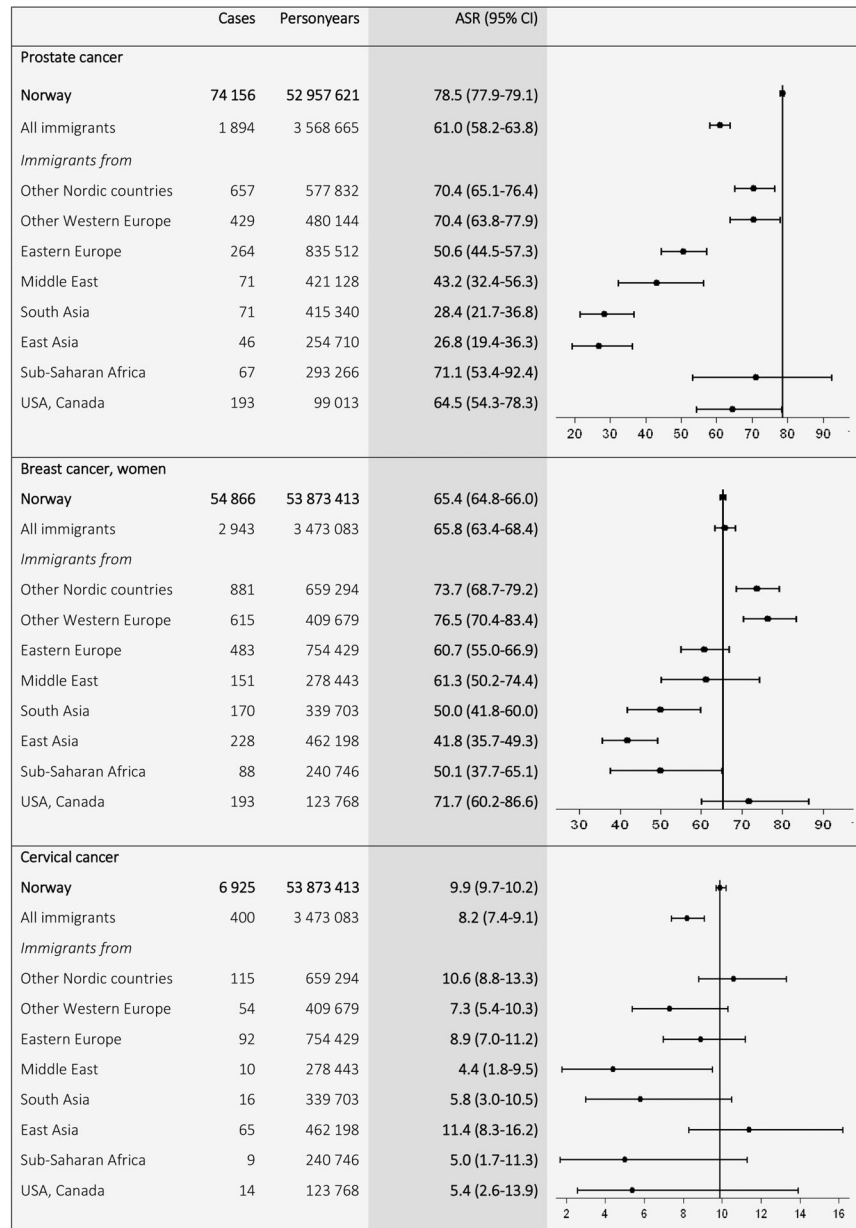 Cases Personyears ASR (95% CI)
Prostate cancer
Norway 74 156 52 957 621 78.5 (77.9-79.1)
All immigrants 1 894 3 568 665 61.0 (58.2-63.8)
Immigrants from
Other Nordic countries 657 577 832 70.4 (65.1-76.4)
Other Western Europe 429 480 144 70.4 (63.8-77.9)
Eastern Europe 264 835 512 50.6 (44.5-57.3)
Middle East 71 421 128 43.2 (32.4-56.3)
South Asia 71 415 340 28.4 (21.7-36.8)
East Asia 46 254 710 26.8 (19.4-36.3)
Sub-Saharan Africa 67 293 266 71.1 (53.4-92.4)
USA, Canada 193 99 013 64.5 (54.3-78.3)
20 30 40 50 60 70 80 90
Breast cancer, women
Norway 54 866 53 873 413 65.4 (64.8-66.0)
All immigrants 2 943 3 473 083 65.8 (63.4-68.4)
Immigrants from
Other Nordic countries 881 659 294 73.7 (68.7-79.2)
Other Western Europe 615 409 679 76.5 (70.4-83.4)
Eastern Europe 483 754 429 60.7 (55.0-66.9)
Middle East 151 278 443 61.3 (50.2-74.4)
South Asia 170 339 703 50.0 (41.8-60.0)
East Asia 228 462 198 41.8 (35.7-49.3)
Sub-Saharan Africa 88 240 746 50.1 (37.7-65.1)
USA, Canada 193 123 768 71.7 (60.2-86.6)
30 40 50 60 70 80 90
Cervical cancer
Norway 6 925 53 873 413 9.9 (9.7-10.2)
All immigrants 400 3 473 083 8.2 (7.4-9.1)
Immigrants from
Other Nordic countries 115 659 294 10.6 (8.8-13.3)
Other Western Europe 54 409 679 7.3 (5.4-10.3)
Eastern Europe 92 754 429 8.9 (7.0-11.2)
Middle East 10 278 443 4.4 (1.8-9.5)
South Asia 16 339 703 5.8 (3.0-10.5)
East Asia 65 462 198 11.4 (8.3-16.2)
Sub-Saharan Africa 9 240 746 5.0 (1.7-11.3)
USA, Canada 14 123 768 5.4 (2.6-13.9)
2 4 6 8 10 12 14 16